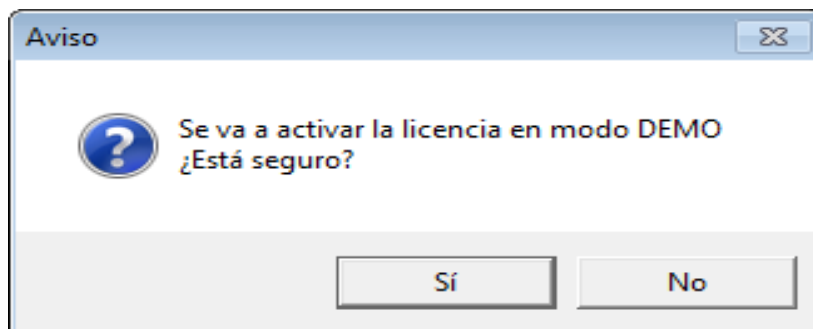 Aviso
Se va a activar la licencia en modo DEMO
¿Está seguro?
Sí
No